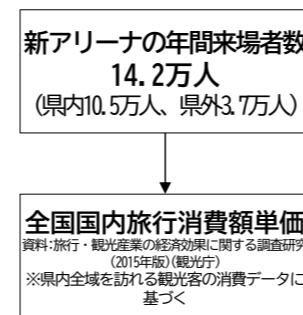 新アリーナの年間来場者数
14.2万人
(県内10.5万人、県外3.7万人)
全国国内旅行消費額単価
資料:旅行・観光産業の経済効果に関する調査研究
(2015年版)(観光庁)
※県内全域を訪れる観光客の消費データに
基づく